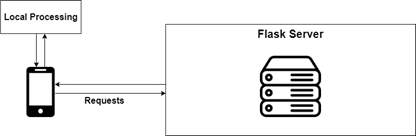 Local Processing
Flask Server
Requests